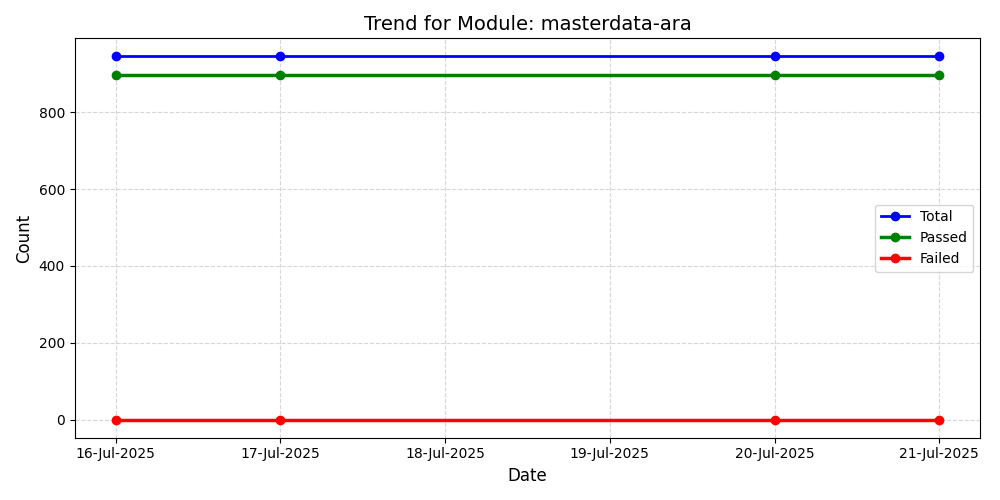 Trend for Module: masterdata-ara
Count
800
600
400
200
0
Total
Passed
Failed
16-Jul-2025
17-Jul-2025
18-Jul-2025
19-Jul-2025
20-Jul-2025
21-Jul-2025
Date